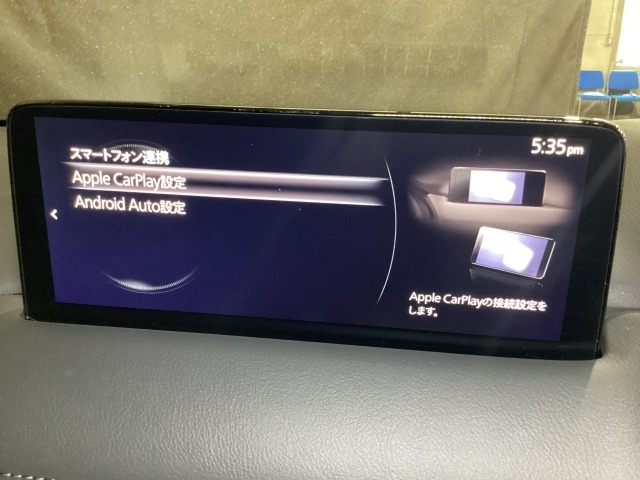 5:35pm
スマートフォン連携
Apple CarPlay設定
Android Auto設定
Apple CarPlayの接続設定を
します。